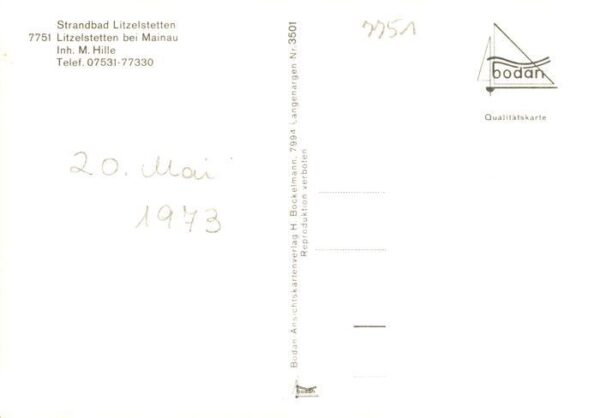 Strandbad Litzelstetten
7751 Litzelstetten bei Mainau
Inh. M. Hille
Telef. 07531-77330
7751
bodan
Qualitätskarte
20. Mai
1973
Bodan-Ansichtskartenverlag H. Bockelmann, 7994 Langenargen Nr. 3501
Reproduktion verboten
bodan